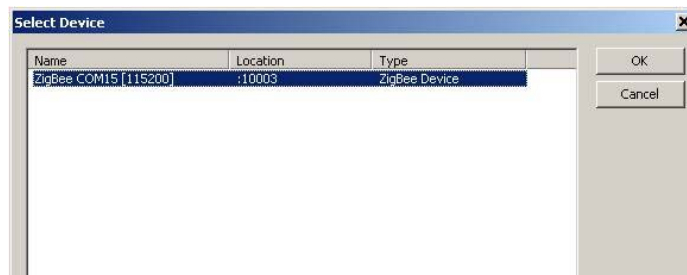 Select Device
Name Location Type
OK
ZigBee COM15 [115200] :10003 ZigBee Device
Cancel